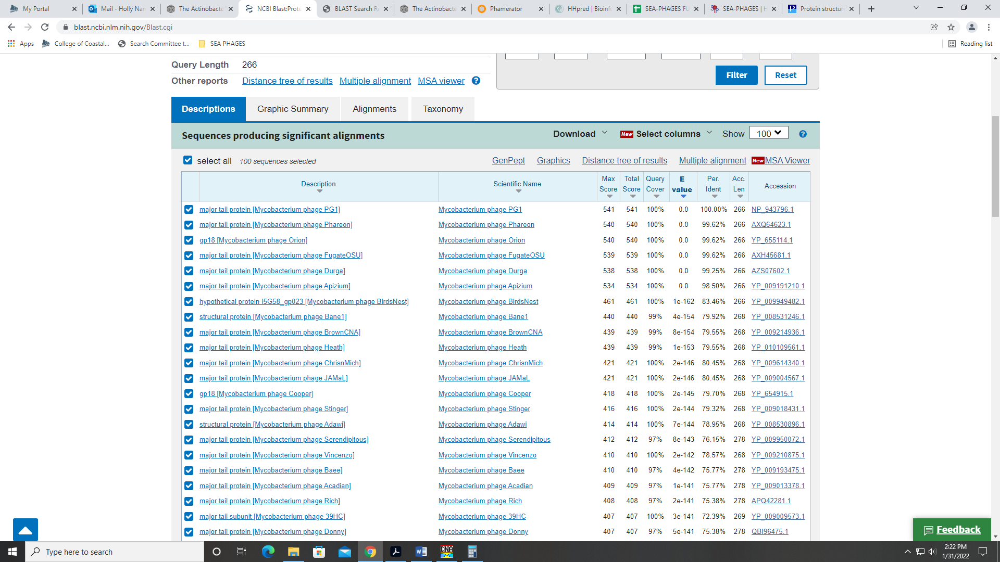 My Portal
Mail - Holly Nan
The Actinobacte
NCBI Blast:Prote
BLAST Search R
The Actinobacte
Phamerator
HHpred | Bioinf
SEA-PHAGES FU
SEA-PHAGES | H
Protein structur
blast.ncbi.nlm.nih.gov/Blast.cgi
Apps College of Coastal... Search Committee t... SEA PHAGES Reading list
Query Length 266
Other reports Distance tree of results Multiple alignment MSA viewer ?
Filter Reset
Descriptions Graphic Summary Alignments Taxonomy
Sequences producing significant alignments Download New Select columns Show 100 ?
select all 100 sequences selected GenPept Graphics Distance tree of results Multiple alignment New MSA Viewer
Description Scientific Name Max Score Total Score Query Cover E value Per. Ident Acc. Len Accession
major tail protein [Mycobacterium phage PG1] Mycobacterium phage PG1 541 541 100% 0.0 100.00% 266 NP_943796.1
major tail protein [Mycobacterium phage Phareon] Mycobacterium phage Phareon 540 540 100% 0.0 99.62% 266 AXQ64623.1
gp18 [Mycobacterium phage Orion] Mycobacterium phage Orion 540 540 100% 0.0 99.62% 266 YP_655114.1
major tail protein [Mycobacterium phage FugateOSU] Mycobacterium phage FugateOSU 539 539 100% 0.0 99.62% 266 AXH45681.1
major tail protein [Mycobacterium phage Durga] Mycobacterium phage Durga 538 538 100% 0.0 99.25% 266 AZS07602.1
major tail protein [Mycobacterium phage Apizium] Mycobacterium phage Apizium 534 534 100% 0.0 98.50% 266 YP_009191210.1
hypothetical protein I5G58_gp023 [Mycobacterium phage BirdsNest] Mycobacterium phage BirdsNest 461 461 100% 1e-162 83.46% 266 YP_009949482.1
structural protein [Mycobacterium phage Bane1] Mycobacterium phage Bane1 440 440 99% 4e-154 79.92% 268 YP_008531246.1
major tail protein [Mycobacterium phage BrownCNA] Mycobacterium phage BrownCNA 439 439 99% 8e-154 79.55% 268 YP_009214936.1
major tail protein [Mycobacterium phage Heath] Mycobacterium phage Heath 439 439 99% 1e-153 79.55% 268 YP_010109561.1
major tail protein [Mycobacterium phage ChrisnMich] Mycobacterium phage ChrisnMich 421 421 100% 2e-146 80.45% 268 YP_009614340.1
major tail protein [Mycobacterium phage JAMaL] Mycobacterium phage JAMaL 421 421 100% 2e-146 80.45% 268 YP_009004567.1
gp18 [Mycobacterium phage Cooper] Mycobacterium phage Cooper 418 418 100% 2e-145 79.70% 268 YP_654915.1
major tail protein [Mycobacterium phage Stinger] Mycobacterium phage Stinger 416 416 100% 2e-144 79.32% 268 YP_009018431.1
structural protein [Mycobacterium phage Adawi] Mycobacterium phage Adawi 414 414 100% 7e-144 78.95% 268 YP_008530896.1
major tail protein [Mycobacterium phage Serendipitous] Mycobacterium phage Serendipitous 412 412 97% 8e-143 76.15% 278 YP_009950072.1
major tail protein [Mycobacterium phage Vincenzo] Mycobacterium phage Vincenzo 410 410 100% 2e-142 78.57% 268 YP_009210875.1
major tail protein [Mycobacterium phage Baee] Mycobacterium phage Baee 410 410 97% 4e-142 75.77% 278 YP_009193475.1
major tail protein [Mycobacterium phage Acadian] Mycobacterium phage Acadian 409 409 97% 1e-141 75.77% 278 YP_009013378.1
major tail protein [Mycobacterium phage Rich] Mycobacterium phage Rich 408 408 97% 2e-141 75.38% 278 APQ42281.1
major tail subunit [Mycobacterium phage 39HC] Mycobacterium phage 39HC 407 407 100% 3e-141 72.39% 269 YP_009009573.1
major tail protein [Mycobacterium phage Donny] Mycobacterium phage Donny 407 407 97% 5e-141 75.38% 278 QBI96475.1
Feedback
Type here to search
DNA
2:22 PM
1/31/2022